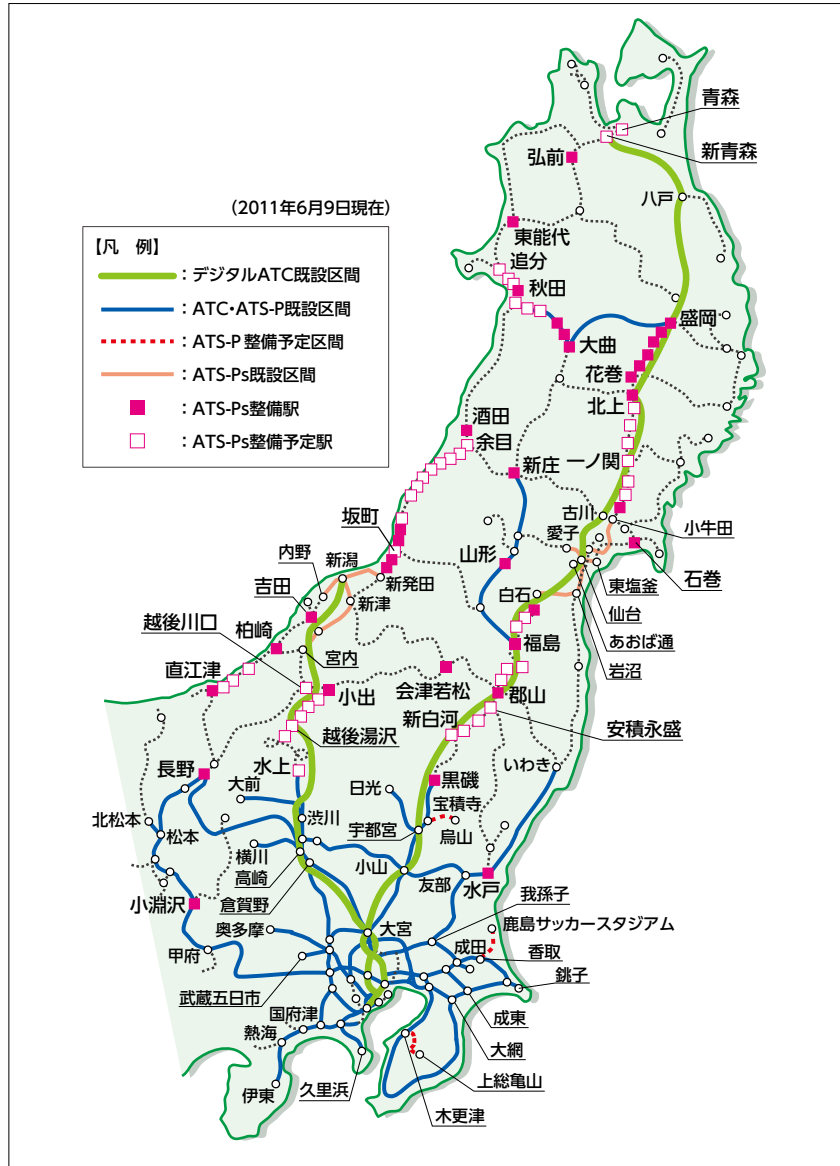 (2011年6月9日現在)
【凡　例】
：デジタルATC既設区間
：ATC・ATS-P既設区間
：ATS-P 整備予定区間
：ATS-Ps既設区間
：ATS-Ps整備駅
：ATS-Ps整備予定駅
青森
新青森
弘前
八戸
東能代
追分
秋田
盛岡
大曲
花巻
北上
酒田
余目
一ノ関
新庄
古川
小牛田
坂町
愛子
内野
新潟
山形
石巻
新発田
東塩釜
吉田
新津
白石
仙台
越後川口
柏崎
あおば通
福島
宮内
岩沼
直江津
小出
会津若松
郡山
新白河
安積永盛
越後湯沢
水上
いわき
長野
大前
日光
黒磯
宝積寺
北松本
渋川
松本
宇都宮
烏山
横川
小山
高崎
友部
水戸
倉賀野
小淵沢
我孫子
奥多摩
大宮
鹿島サッカースタジアム
成田
香取
甲府
武蔵五日市
銚子
国府津
成東
熱海
大網
伊東
久里浜
上総亀山
木更津